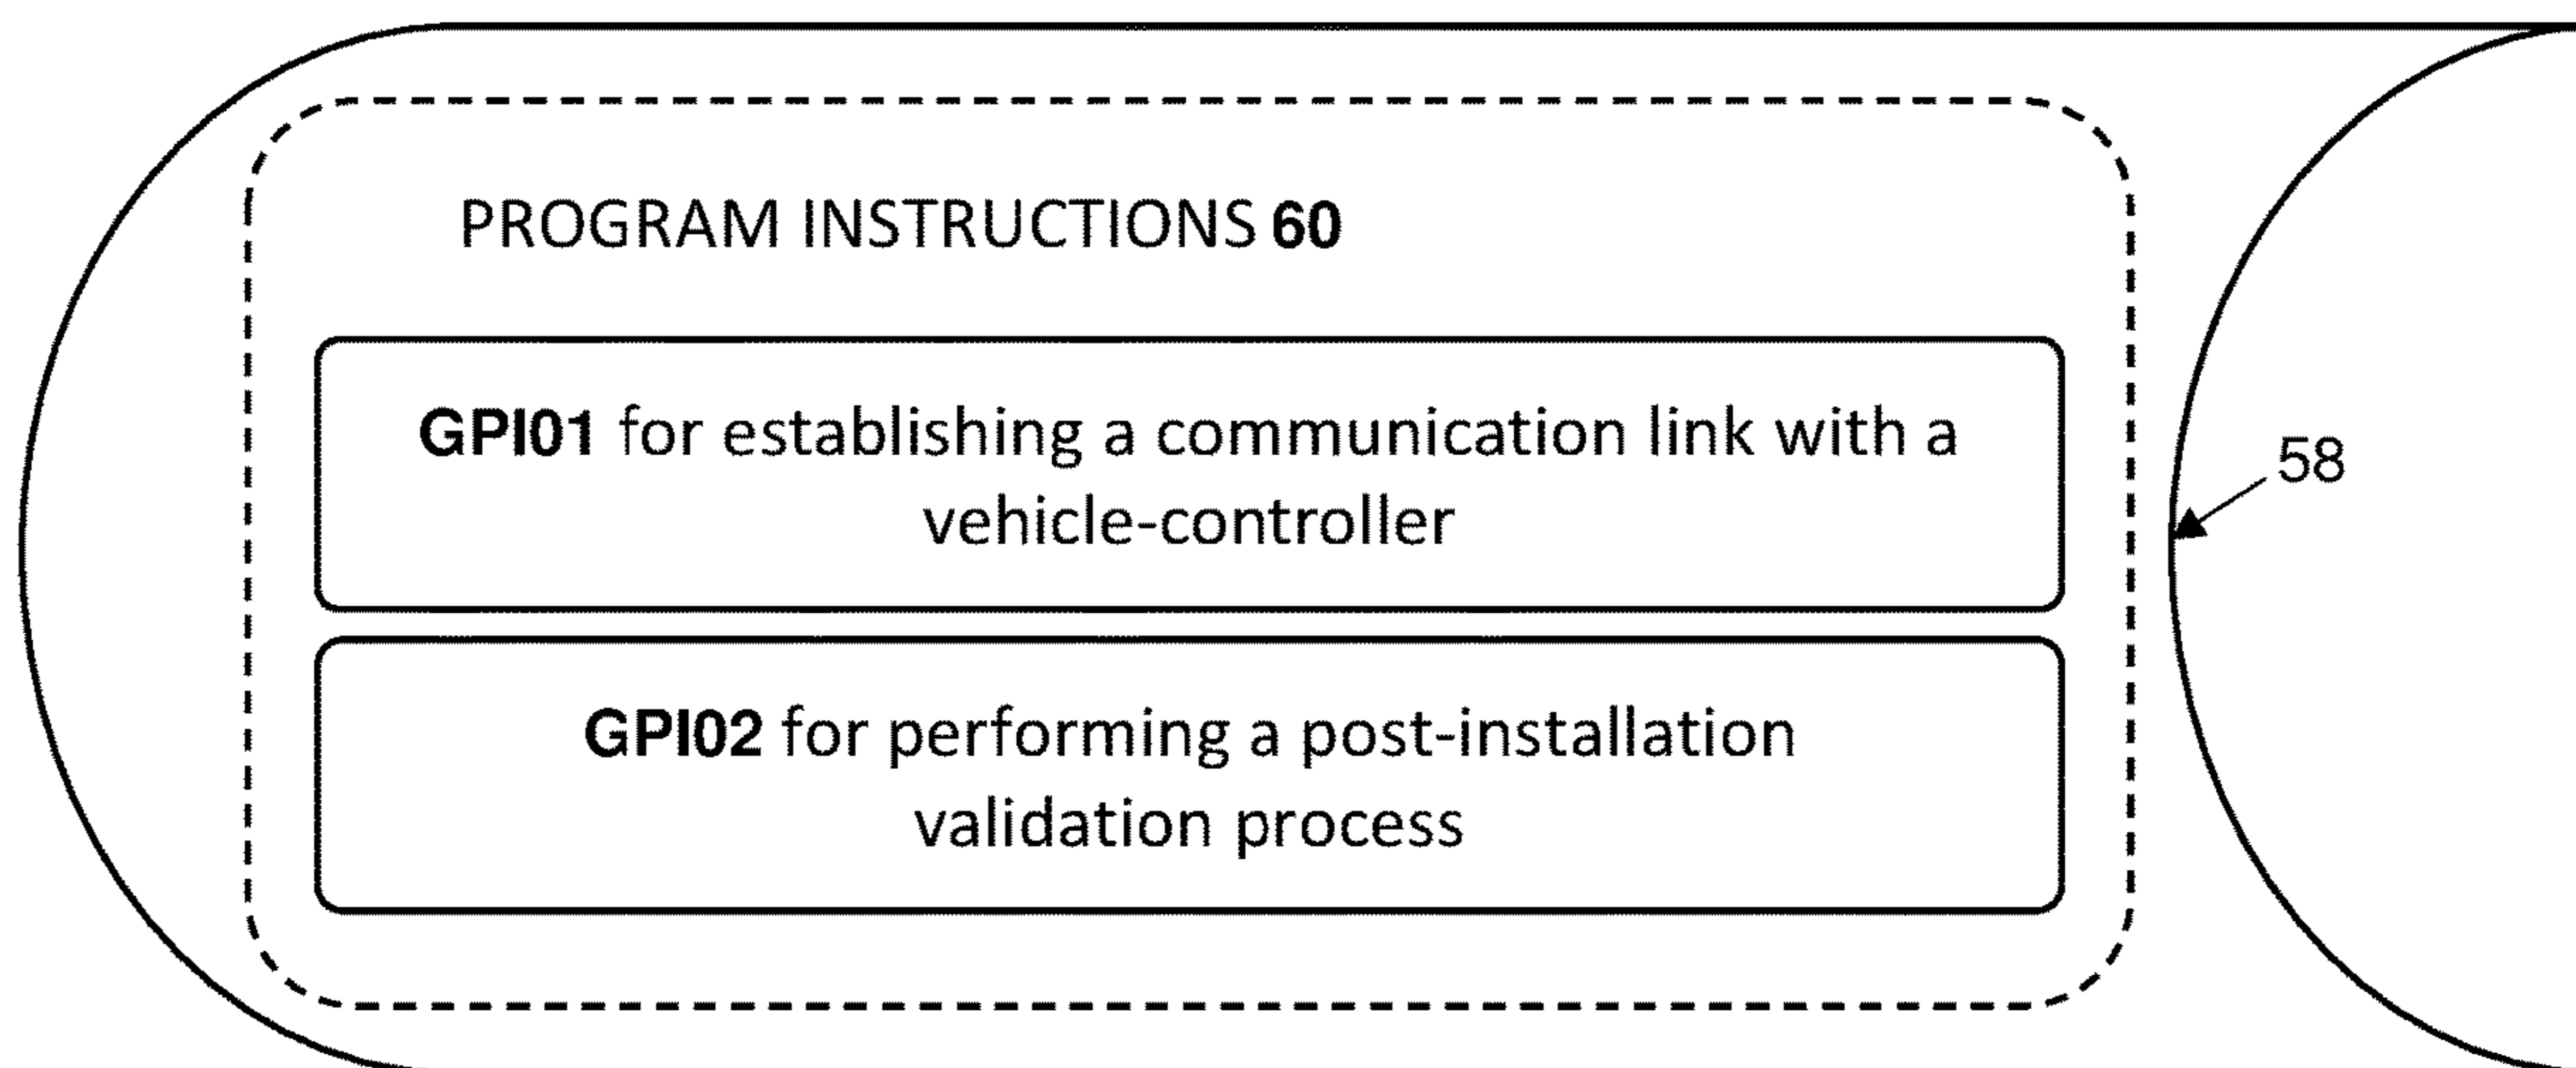 PROGRAM INSTRUCTIONS 60
GPI01 for establishing a communication link with a
vehicle-controller
58
GPI02 for performing a post-installation
validation process